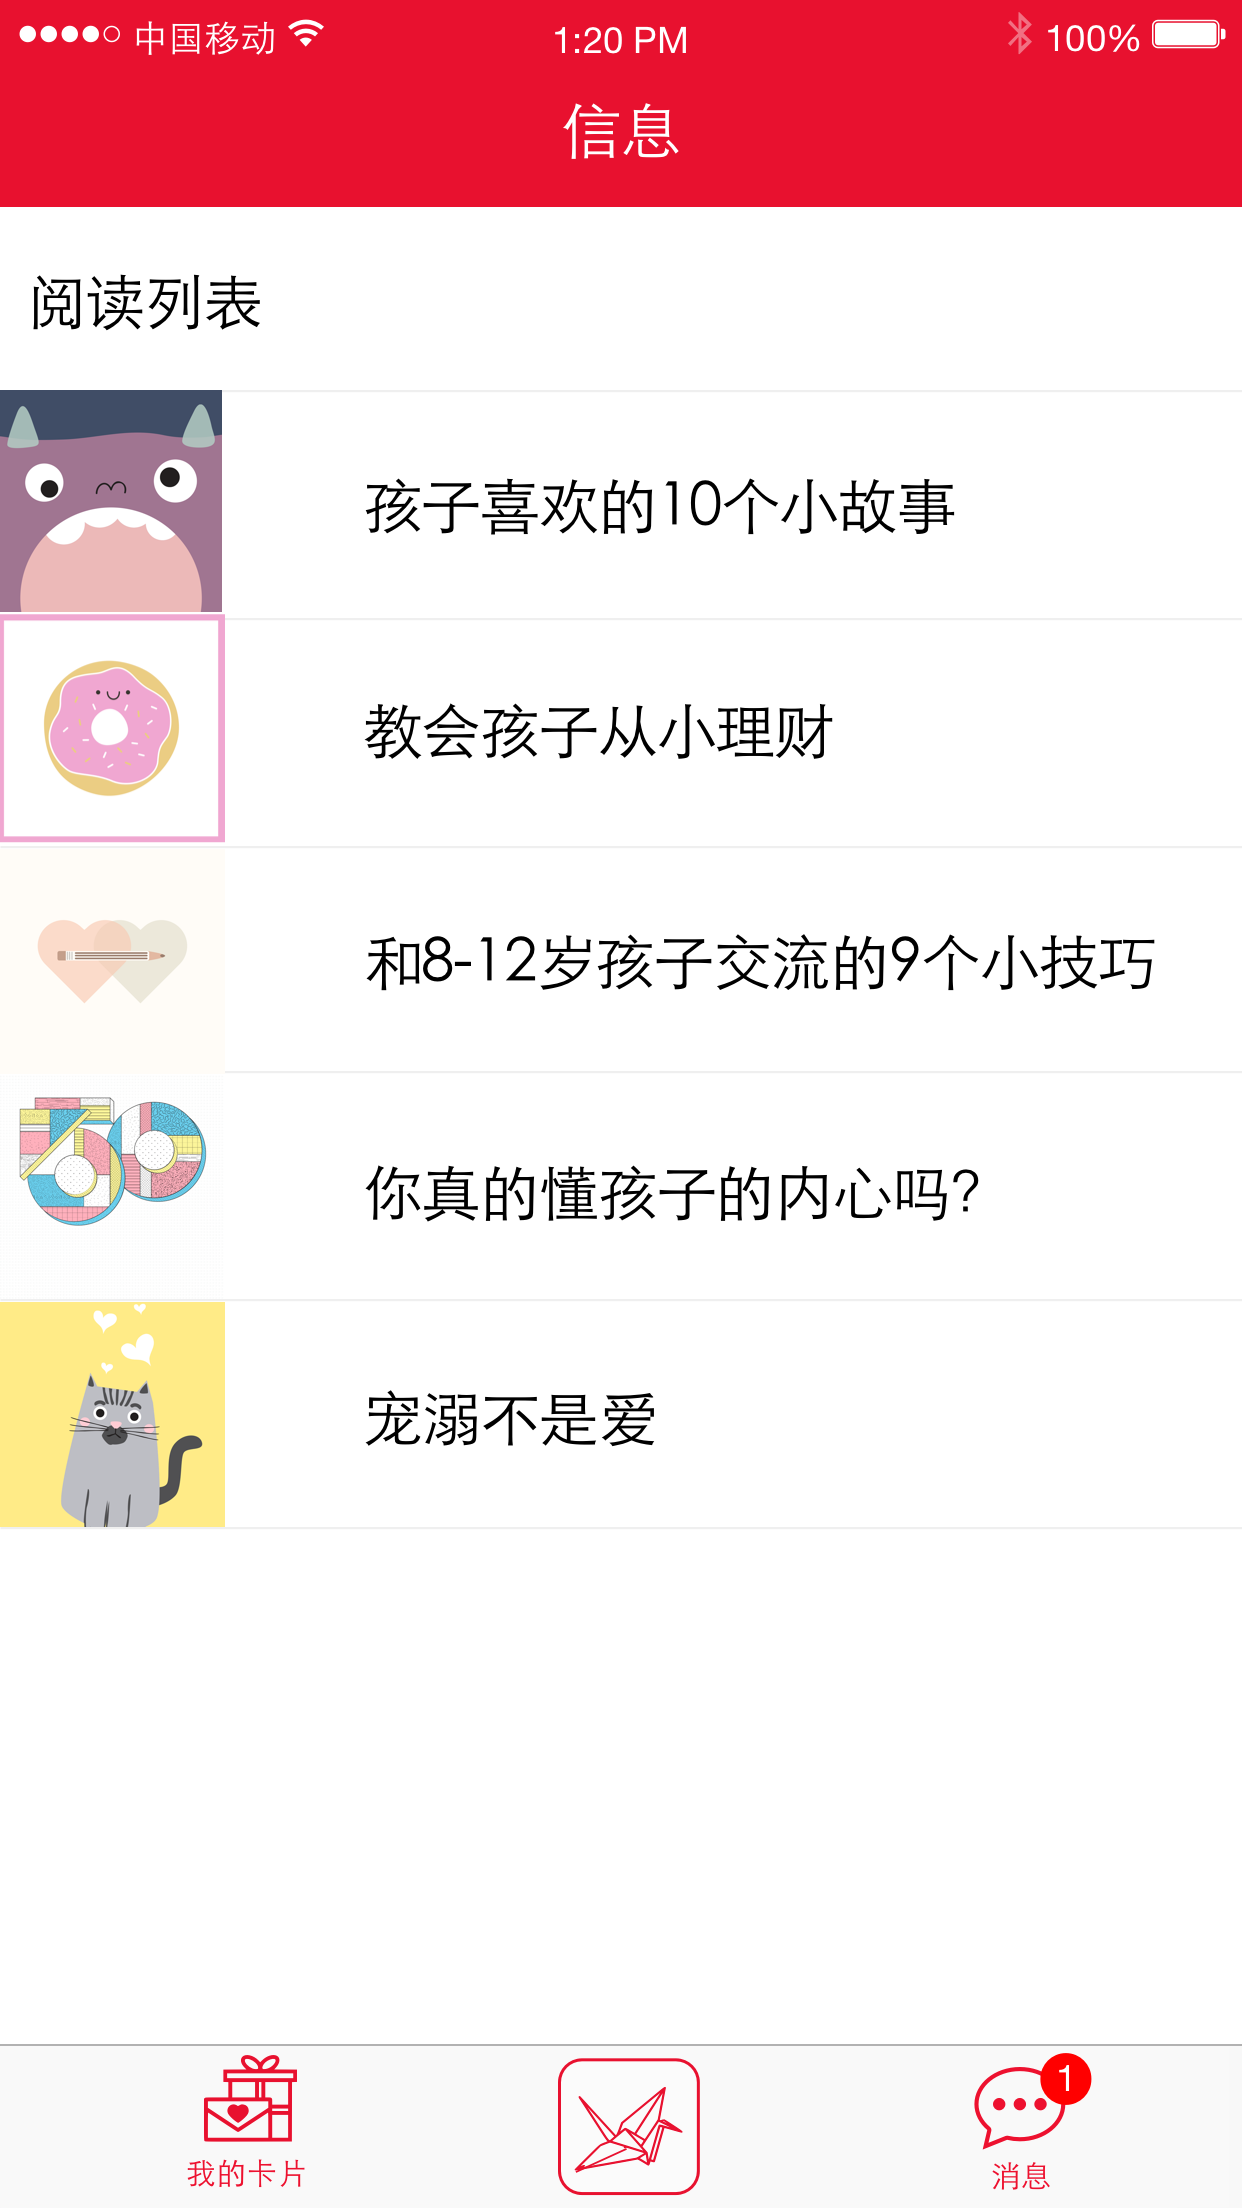 中国移动 1:20 PM 100%
信息
阅读列表
孩子喜欢的10个小故事
教会孩子从小理财
和8-12岁孩子交流的9个小技巧
你真的懂孩子的内心吗?
宠溺不是爱
1
我的卡片 消息